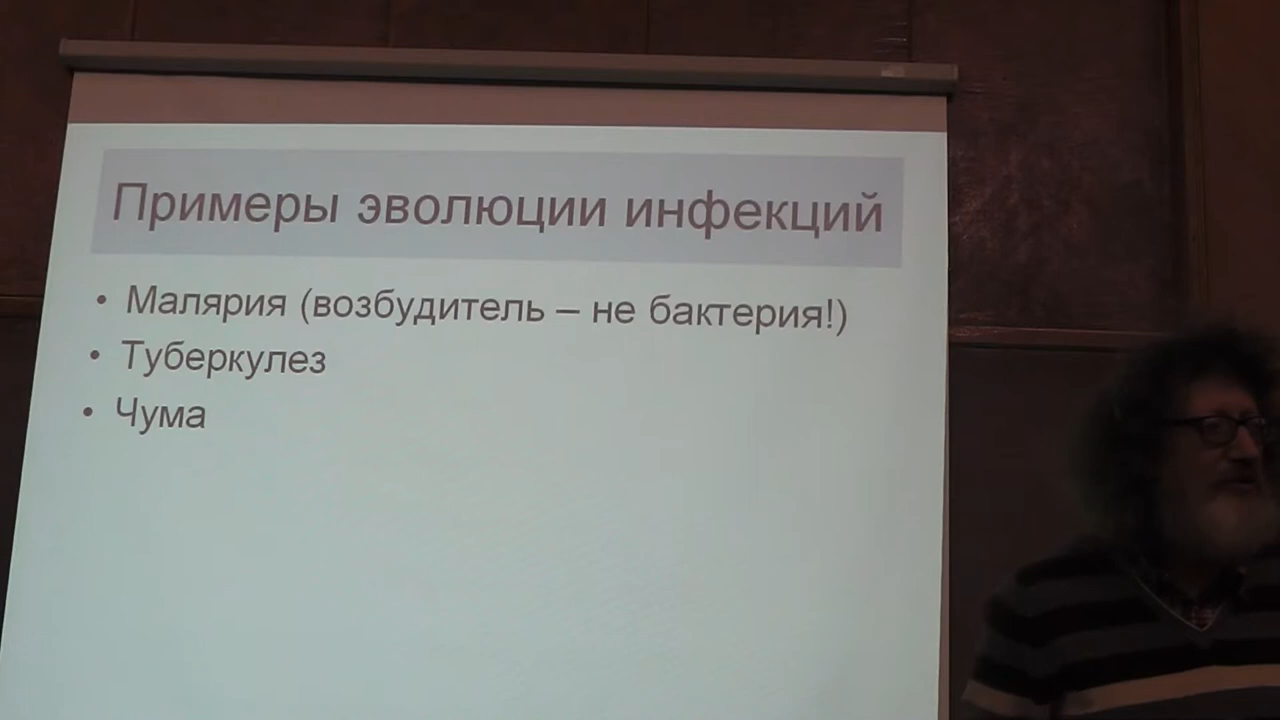 Примеры эволюции инфекций
• Малярия (возбудитель – не бактерия!)
• Туберкулез
• Чума